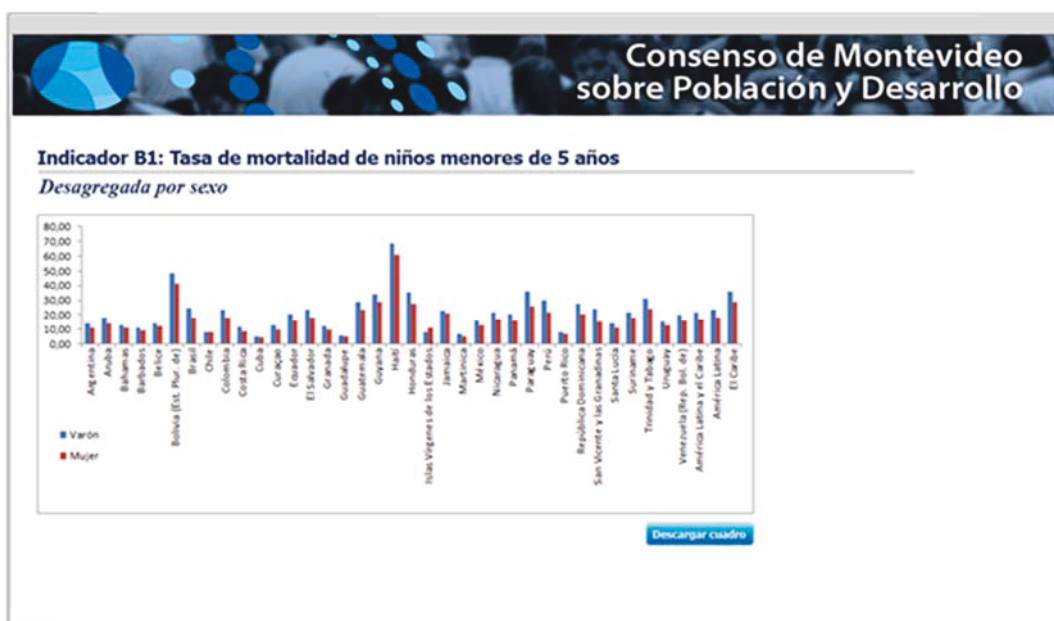 Consenso de Montevideo
sobre Población y Desarrollo
Indicador B1: Tasa de mortalidad de niños menores de 5 años
Desagregada por sexo
80,00
70,00
60,00
50,00
40,00
30,00
20,00
10,00
0,00
Argentina
Aruba
Bahamas
Barbados
Belice
Bolivia (Est. Plur. de)
Brasil
Chile
Colombia
Costa Rica
Cuba
Curaçao
Ecuador
El Salvador
Granada
Guadalupe
Guatemala
Guyana
Haití
Honduras
Islas Vírgenes de los Estados
Jamaica
Martinica
México
Nicaragua
Panamá
Paraguay
Perú
Puerto Rico
República Dominicana
San Vicente y las Granadinas
Santa Lucía
Suriname
Trinidad y Tabago
Uruguay
Venezuela (Rep. Bol. de)
América Latina y el Caribe
América Latina
El Caribe
Varón
Mujer
Descargar cuadro